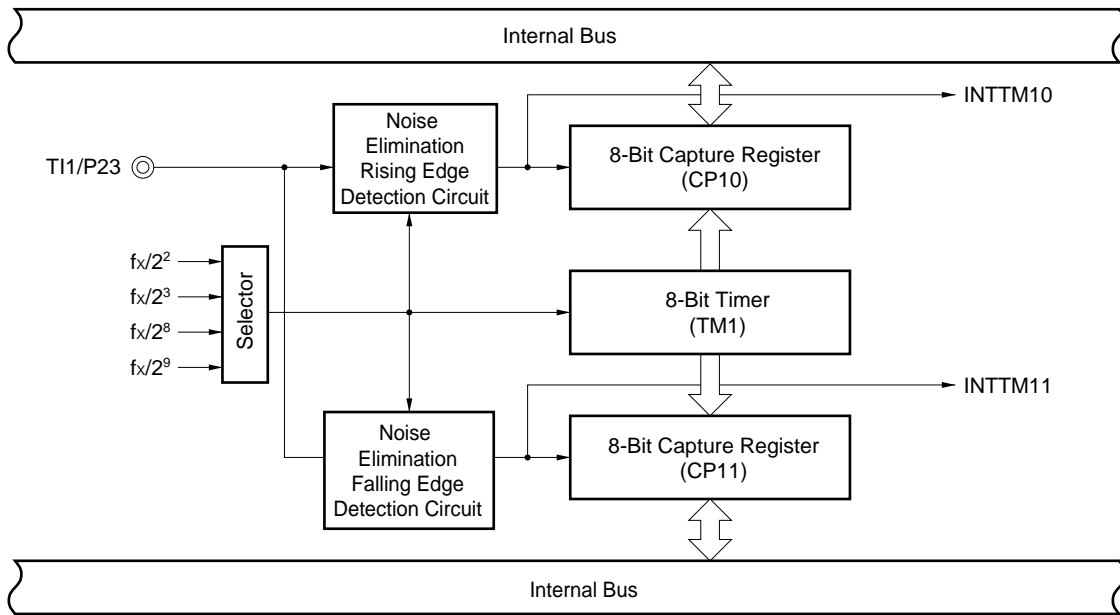 Internal Bus
INTTM10
Noise
Elimination
Rising Edge
Detection Circuit
8-Bit Capture Register
(CP10)
TI1/P23
fX/2²
fX/2³
fX/2⁸
fX/2⁹
Selector
8-Bit Timer
(TM1)
INTTM11
Noise
Elimination
Falling Edge
Detection Circuit
8-Bit Capture Register
(CP11)
Internal Bus